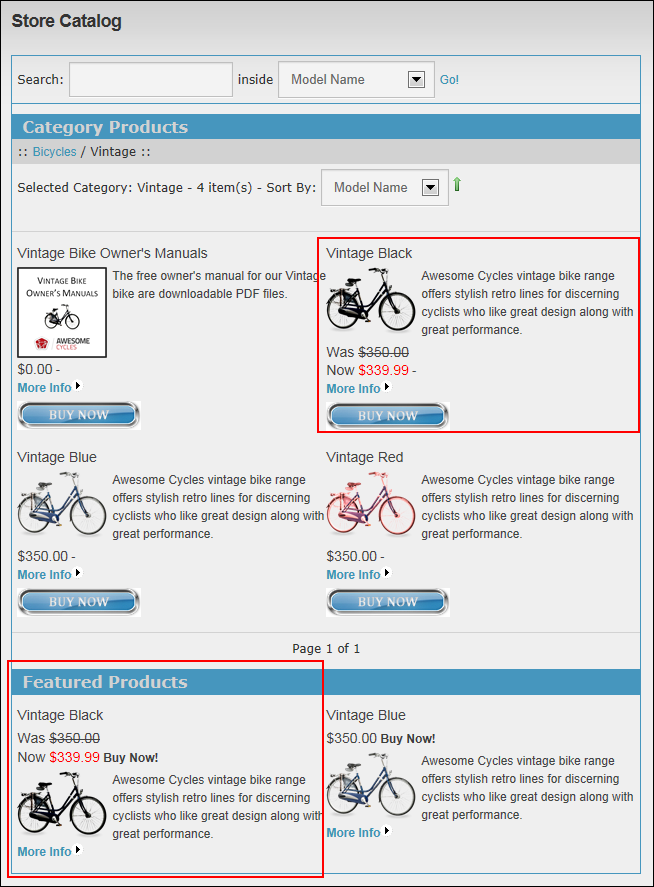 Store Catalog
Search: inside Model Name Go!
Category Products
:: Bicycles / Vintage ::
Selected Category: Vintage - 4 item(s) - Sort By: Model Name
Vintage Bike Owner's Manuals
VINTAGE BIKE
OWNER'S MANUALS
AWESOME
CYCLES
The free owner's manual for our Vintage
bike are downloadable PDF files.
$0.00 -
More Info
BUY NOW
Vintage Black
Awesome Cycles vintage bike range
offers stylish retro lines for discerning
cyclists who like great design along with
great performance.
Was $350.00
Now $339.99 -
More Info
BUY NOW
Vintage Blue
Awesome Cycles vintage bike range
offers stylish retro lines for discerning
cyclists who like great design along with
great performance.
$350.00 -
More Info
BUY NOW
Vintage Red
Awesome Cycles vintage bike range
offers stylish retro lines for discerning
cyclists who like great design along with
great performance.
$350.00 -
More Info
BUY NOW
Page 1 of 1
Featured Products
Vintage Black
Was $350.00
Now $339.99 Buy Now!
Awesome Cycles vintage bike range
offers stylish retro lines for discerning
cyclists who like great design along with
great performance.
More Info
Vintage Blue
$350.00 Buy Now!
Awesome Cycles vintage bike range
offers stylish retro lines for discerning
cyclists who like great design along with
great performance.
More Info